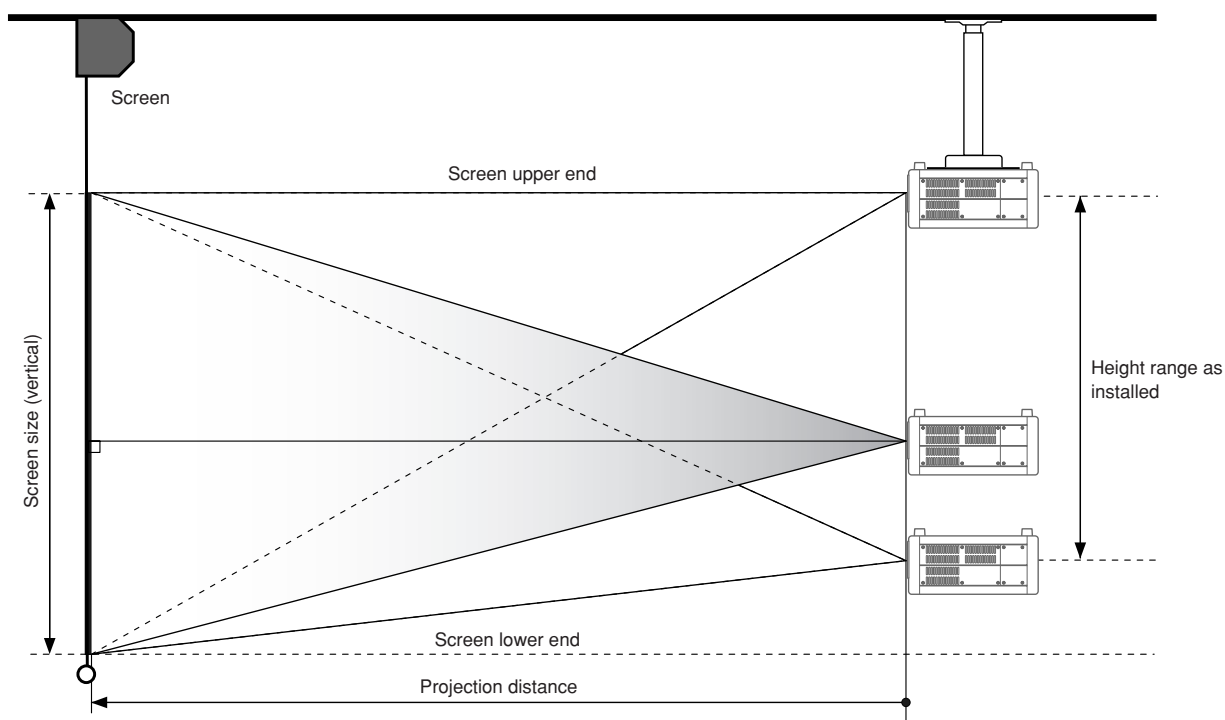 Screen
Screen upper end
Screen size (vertical)
Height range as
installed
Screen lower end
Projection distance